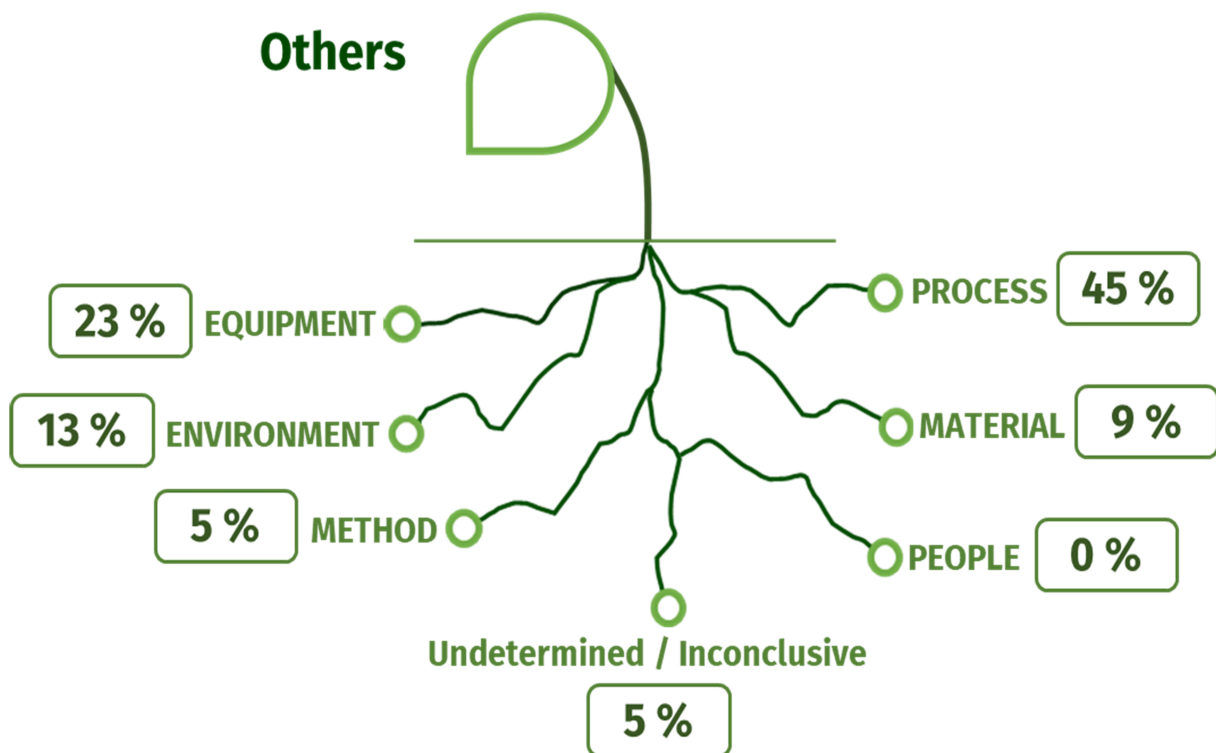 Others
PROCESS 45 %
23 % EQUIPMENT
13 % ENVIRONMENT
MATERIAL 9 %
5 % METHOD
PEOPLE 0 %
Undetermined / Inconclusive
5 %